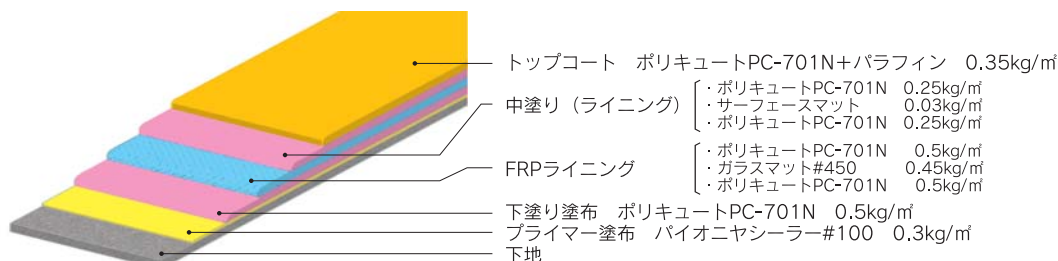 トップコート　ポリキュートPC-701N+パラフィン　0.35kg/㎡
中塗り（ライニング）
・ポリキュートPC-701N　0.25kg/㎡
・サーフェースマット　0.03kg/㎡
・ポリキュートPC-701N　0.25kg/㎡
FRPライニング
・ポリキュートPC-701N　0.5kg/㎡
・ガラスマット#450　0.45kg/㎡
・ポリキュートPC-701N　0.5kg/㎡
下塗り塗布　ポリキュートPC-701N　0.5kg/㎡
プライマー塗布　パイオニヤシーラー#100　0.3kg/㎡
下地